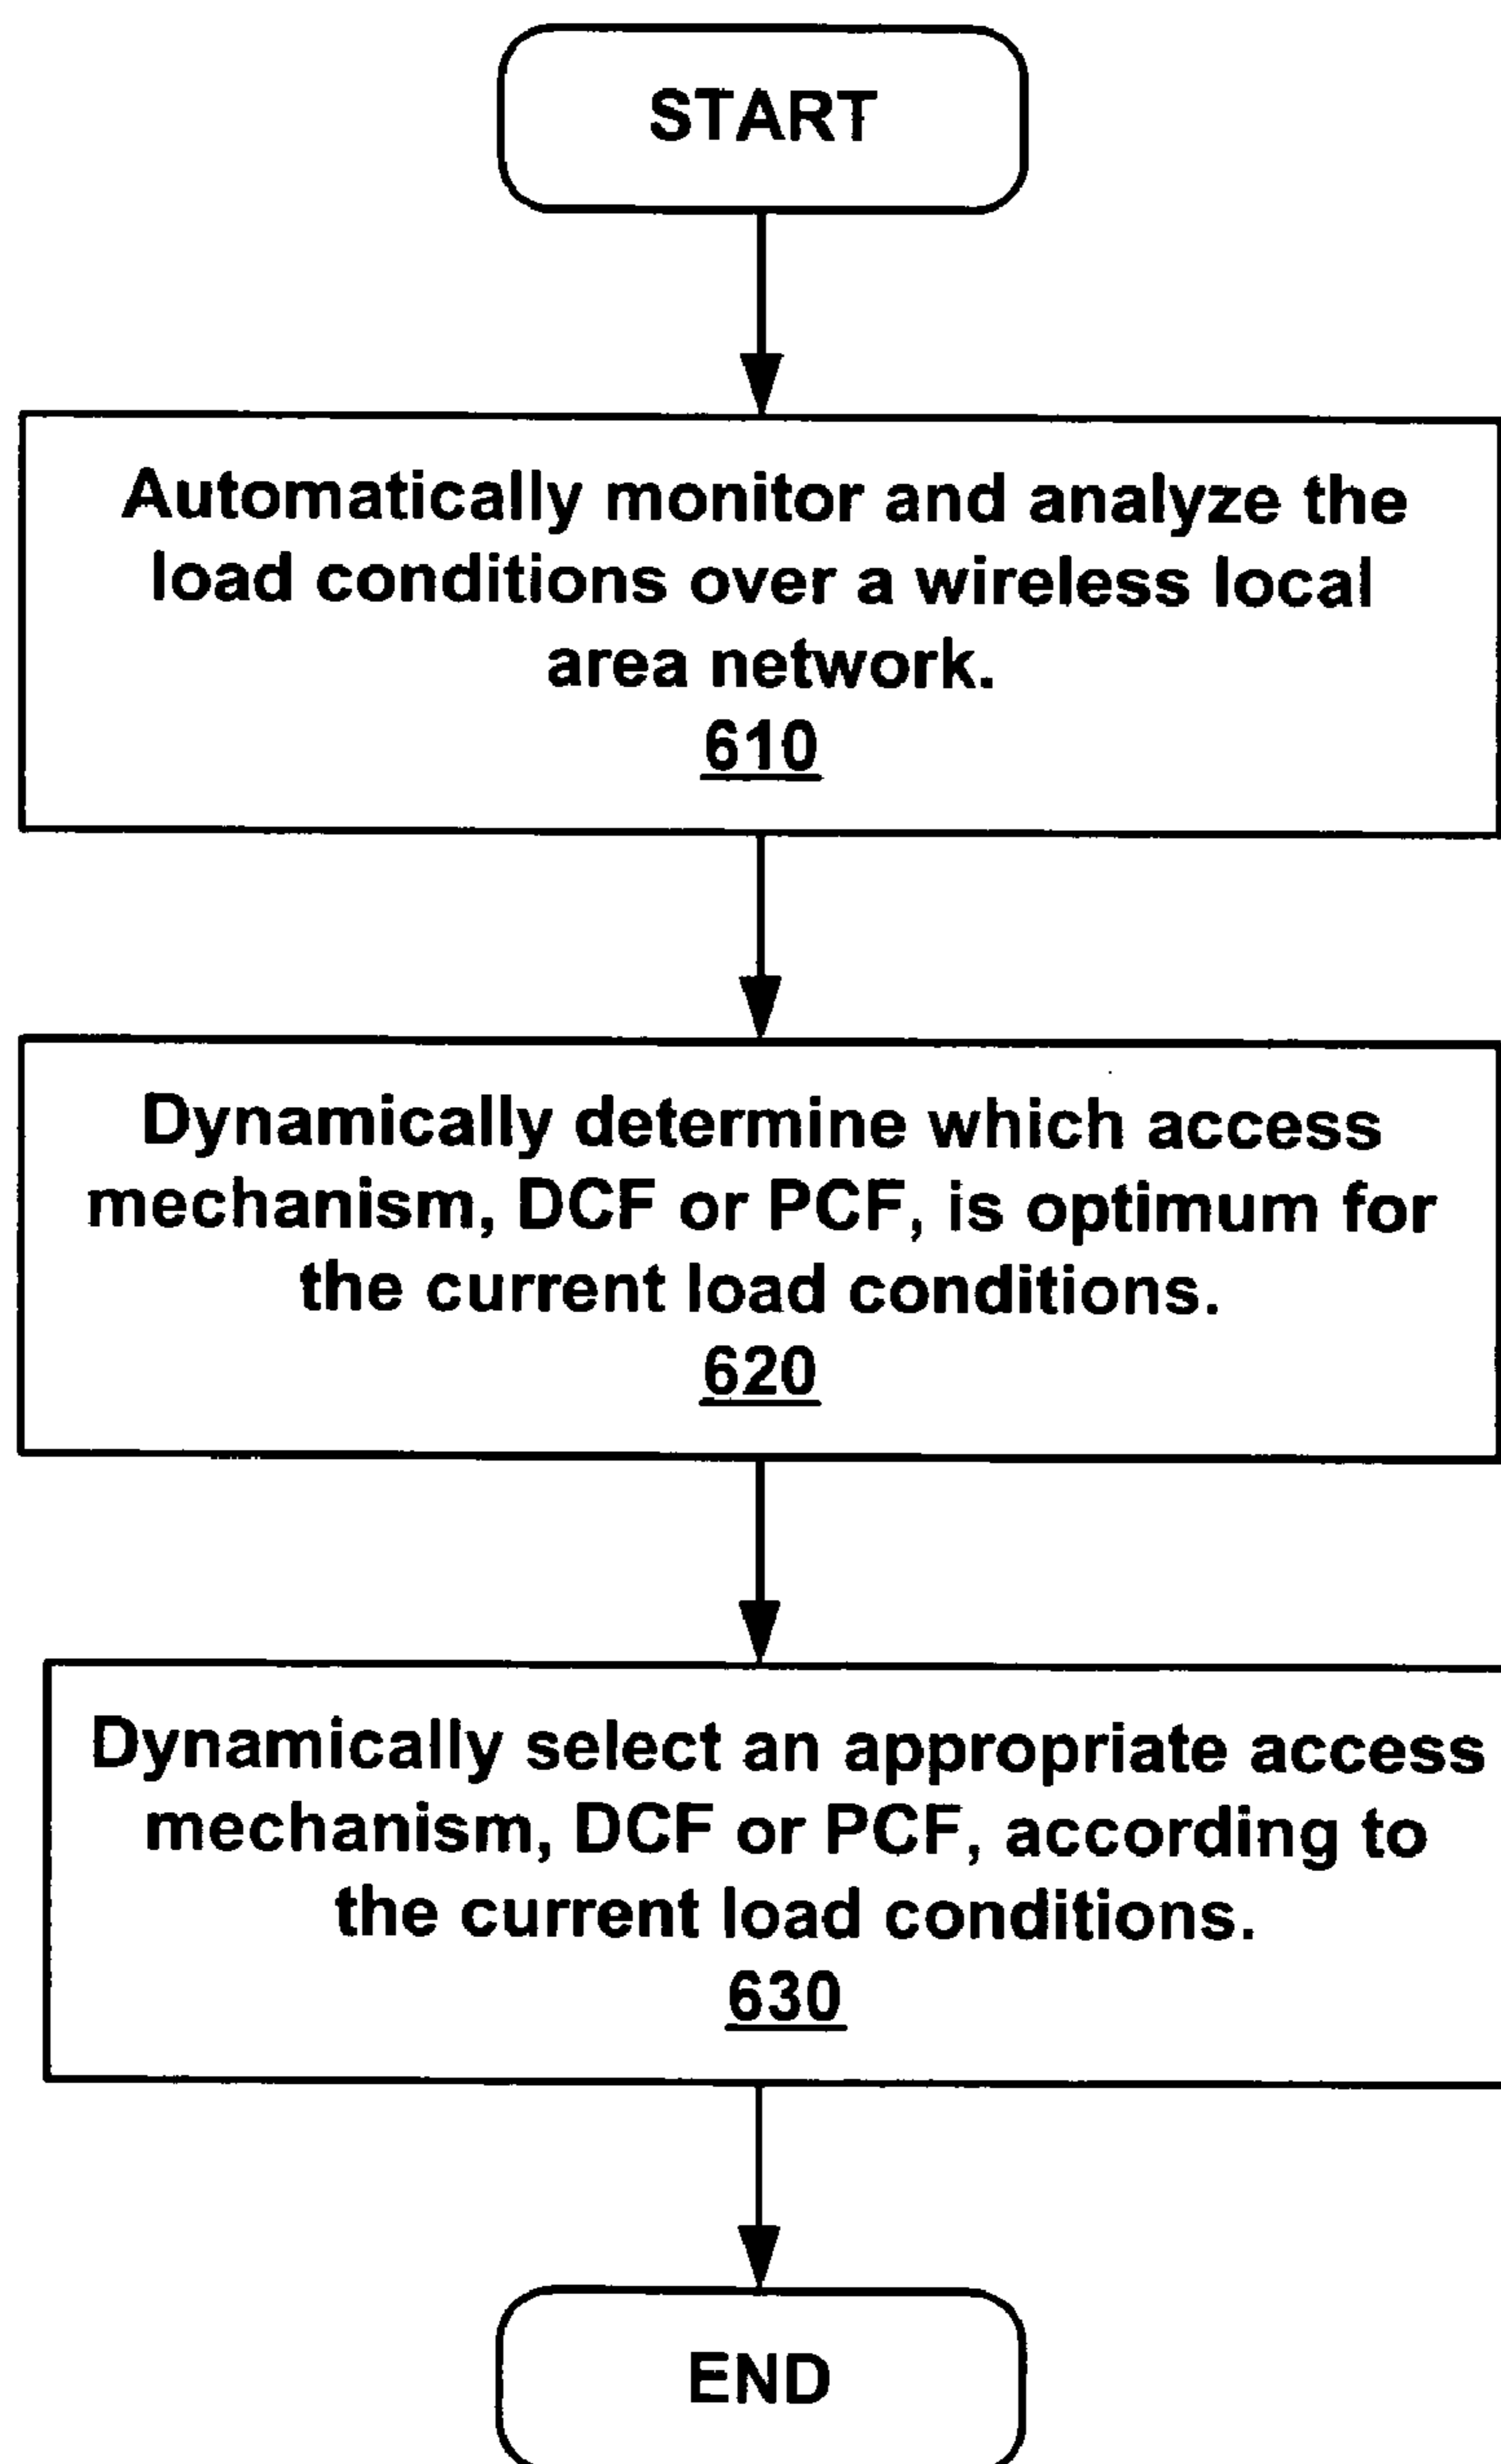 START
Automatically monitor and analyze the
load conditions over a wireless local
area network.
610
Dynamically determine which access
mechanism, DCF or PCF, is optimum for
the current load conditions.
620
Dynamically select an appropriate access
mechanism, DCF or PCF, according to
the current load conditions.
630
END